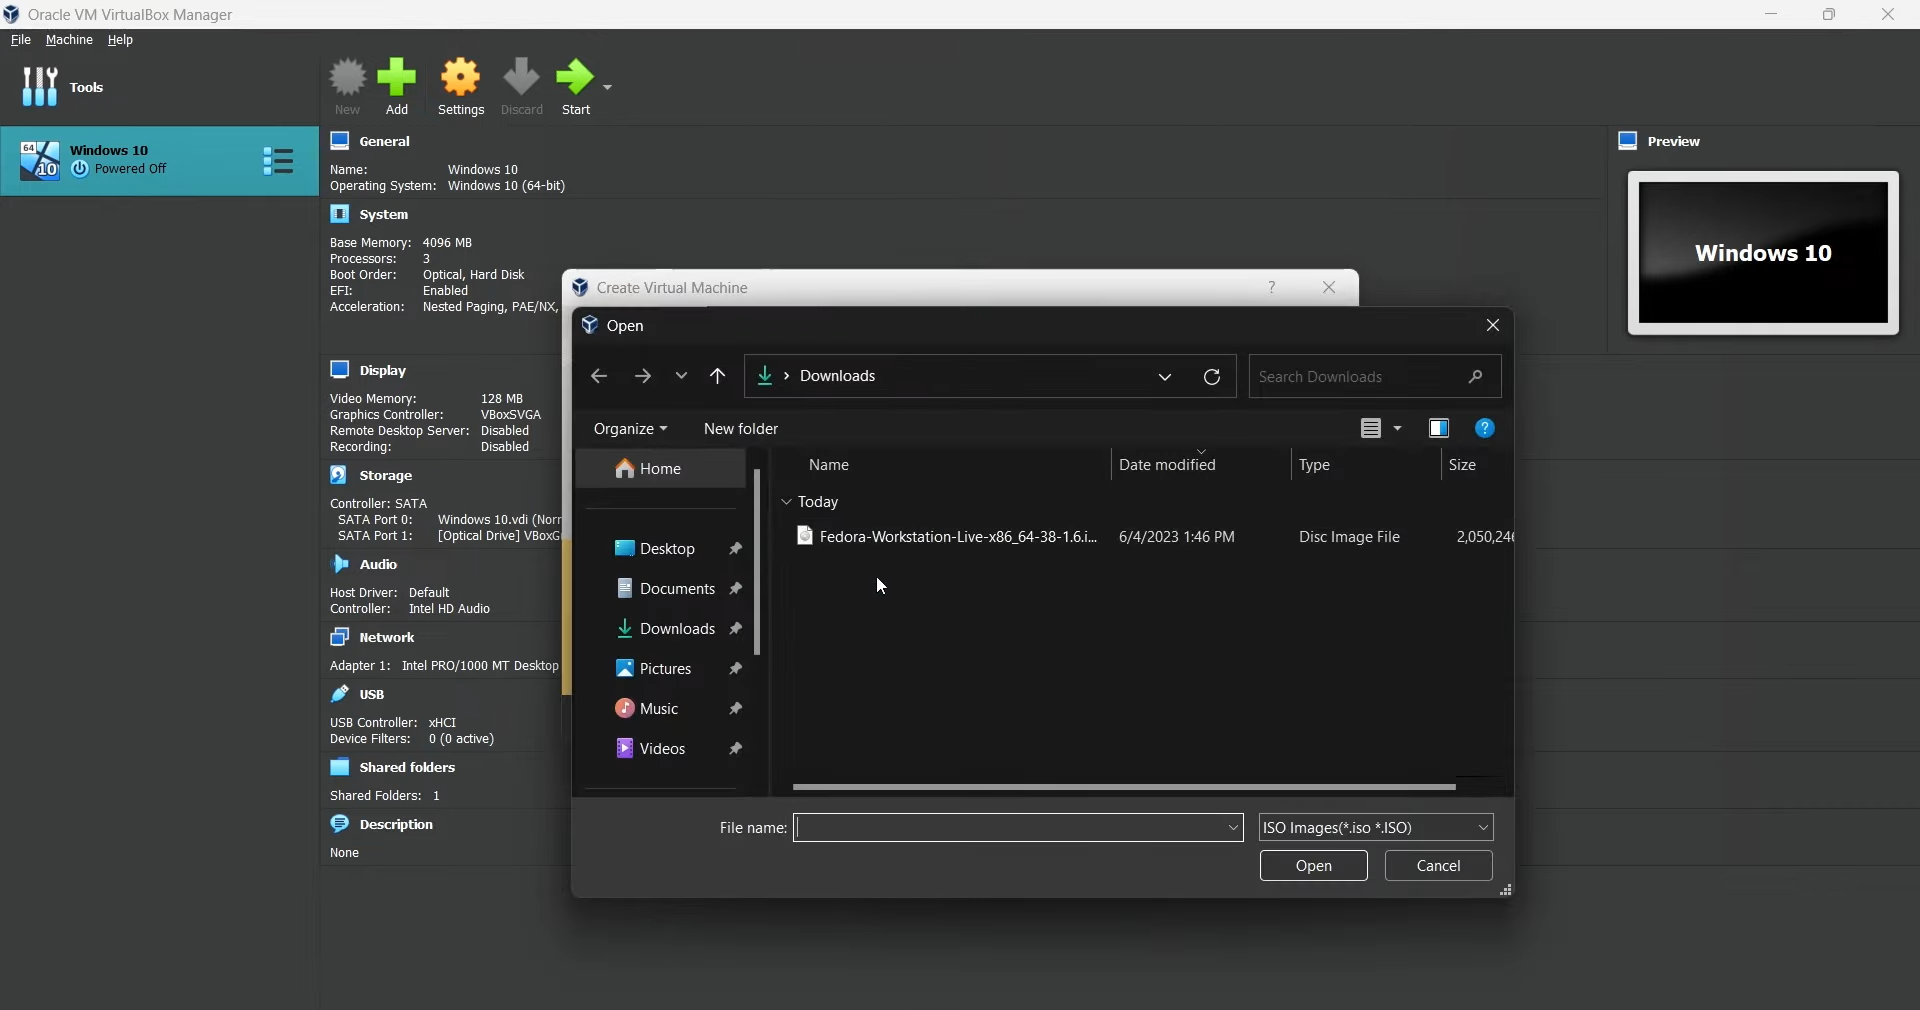 Oracle VM VirtualBox Manager
File Machine Help
Tools
New Add Settings Discard Start
64 10 Windows 10
Powered Off
General
Name: Windows 10
Operating System: Windows 10 (64-bit)
System
Base Memory: 4096 MB
Processors: 3
Boot Order: Optical, Hard Disk
EFI: Enabled
Acceleration: Nested Paging, PAE/NX,
Display
Video Memory: 128 MB
Graphics Controller: VBoxSVGA
Remote Desktop Server: Disabled
Recording: Disabled
Storage
Controller: SATA
SATA Port 0: Windows 10.vdi (Norr
SATA Port 1: [Optical Drive] VBoxG
Audio
Host Driver: Default
Controller: Intel HD Audio
Network
Adapter 1: Intel PRO/1000 MT Desktop
USB
USB Controller: xHCI
Device Filters: 0 (0 active)
Shared folders
Shared Folders: 1
Description
None
Preview
Windows 10
Create Virtual Machine ?
Open
Downloads Search Downloads
Organize New folder ?
Home
Desktop
Documents
Downloads
Pictures
Music
Videos
Name Date modified Type Size
Today
Fedora-Workstation-Live-x86_64-38-1.6.i... 6/4/2023 1:46 PM Disc Image File 2,050,24
File name: ISO Images(*.iso *.ISO)
Open Cancel